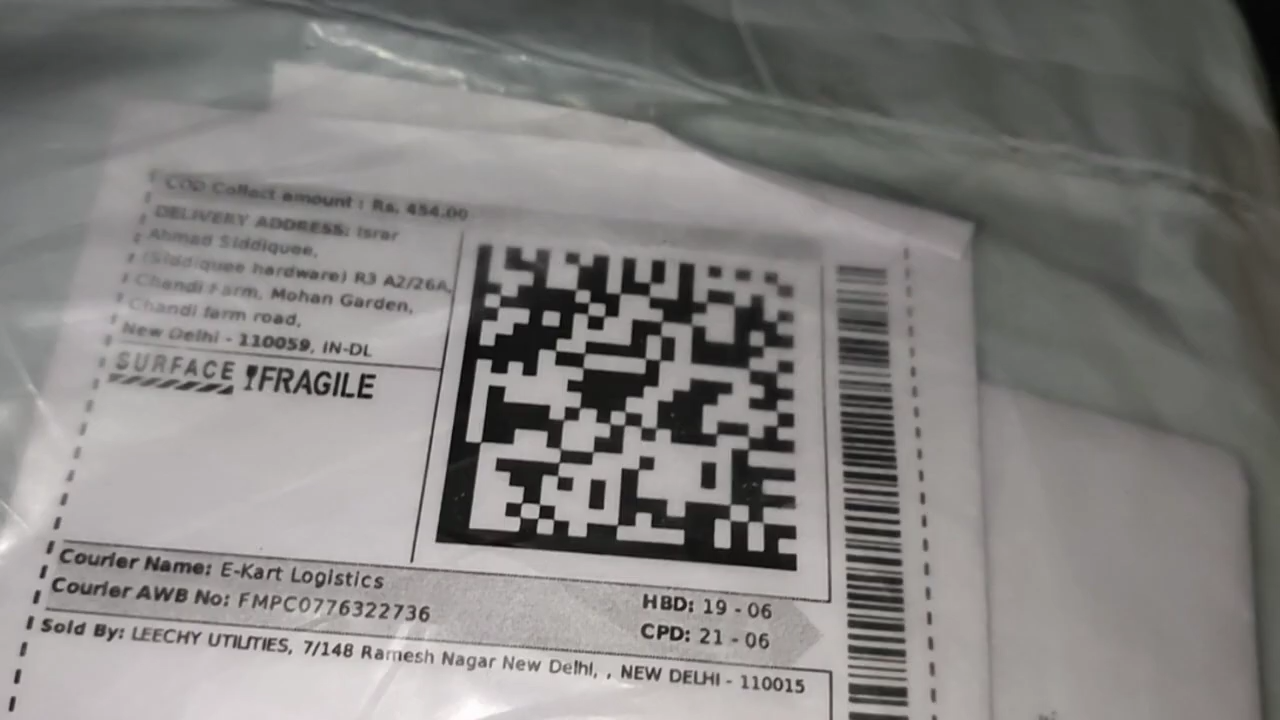 COD Collect amount : Rs. 454.00
DELIVERY ADDRESS: Israr
Ahmad Siddiquee,
(Siddiquee hardware) R3 A2/26A,
Chandi Farm, Mohan Garden,
Chandi farm road,
New Delhi - 110059, IN-DL
SURFACE FRAGILE
Courier Name: E-Kart Logistics
Courier AWB No: FMPC0776322736
HBD: 19 - 06
CPD: 21 - 06
Sold By: LEECHY UTILITIES, 7/148 Ramesh Nagar New Delhi, , NEW DELHI - 110015